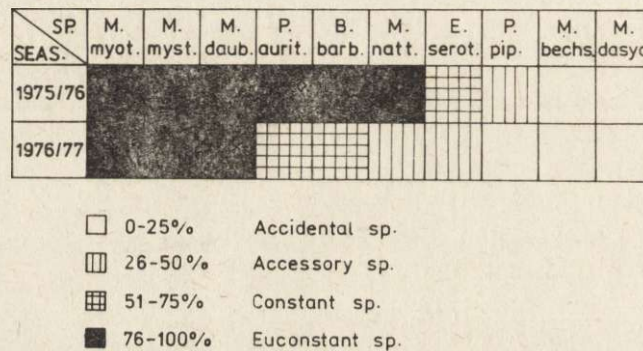 SP. M. M. M. P. B. M. E. P. M. M.
SEAS. myot. myst. daub. aurit. barb. natt. serot. pip. bechs. dasyc
1975/76
1976/77
0-25% Accidental sp.
26-50% Accessory sp.
51-75% Constant sp.
76-100% Euconstant sp.